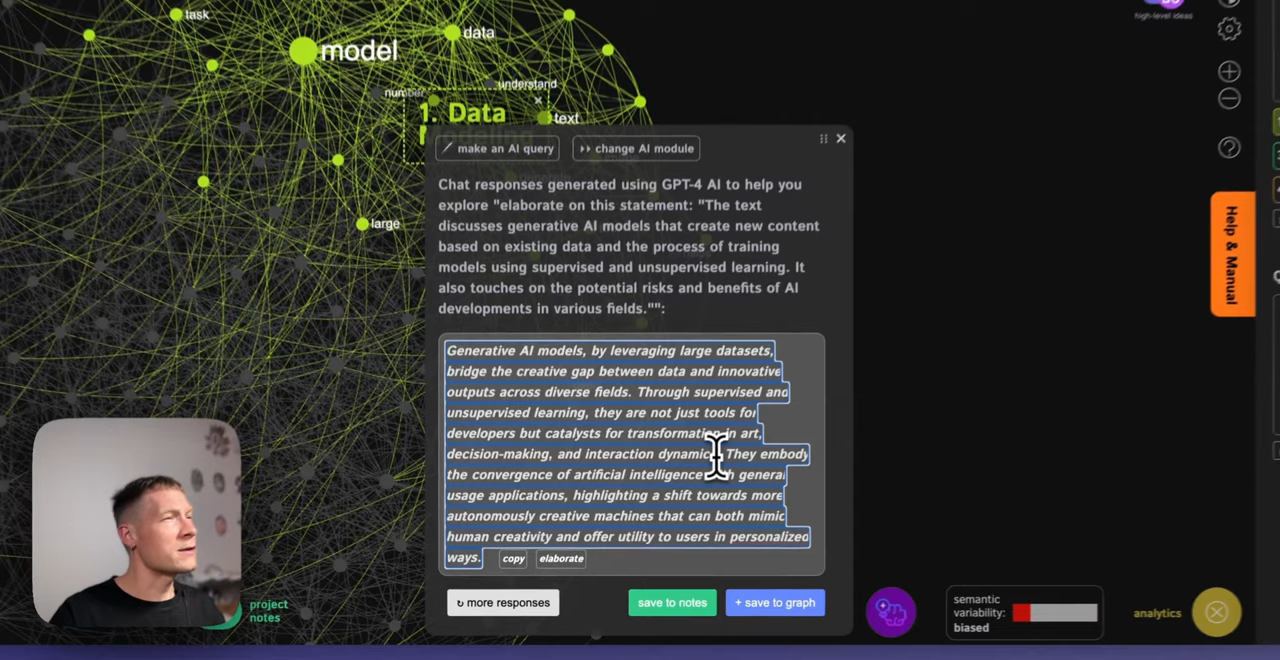 task
model
data
high-level ideas
number
understand
1. Data
text
make an AI query
change AI module
Chat responses generated using GPT-4 AI to help you
explore "elaborate on this statement: "The text
discusses generative AI models that create new content
based on existing data and the process of training
models using supervised and unsupervised learning. It
also touches on the potential risks and benefits of AI
developments in various fields."":
large
Help & Manual
Generative AI models, by leveraging large datasets,
bridge the creative gap between data and innovative
outputs across diverse fields. Through supervised and
unsupervised learning, they are not just tools for
developers but catalysts for transformation in art,
decision-making, and interaction dynamics. They embody
the convergence of artificial intelligence with general
usage applications, highlighting a shift towards more
autonomously creative machines that can both mimic
human creativity and offer utility to users in personalized
ways. copy elaborate
more responses
save to notes
+ save to graph
project
notes
semantic
variability:
biased
analytics